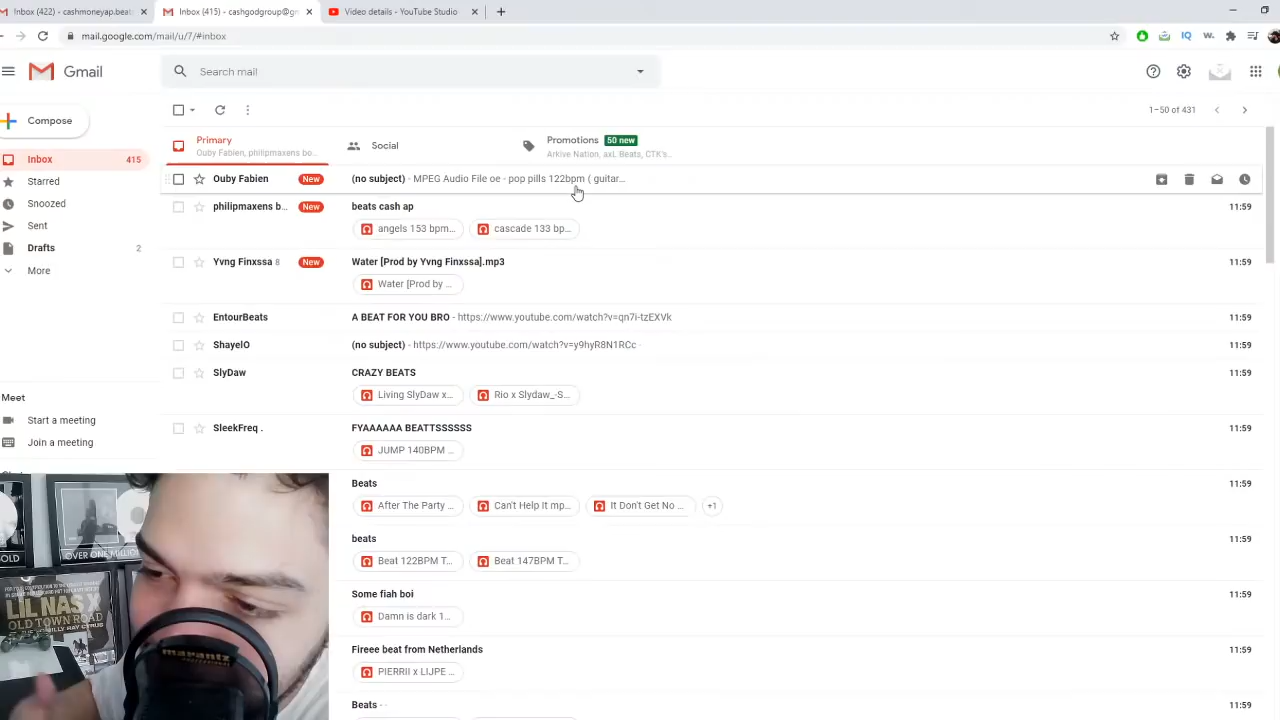 Inbox (422) - cashmoneyap.beat
Inbox (415) - cashgodgroup@gm
Video details - YouTube Studio
mail.google.com/mail/u/7/#inbox
IQ
W.
Gmail
Search mail
Compose
1–50 of 431
Inbox 415
Starred
Snoozed
Sent
Drafts 2
More
Primary
Ouby Fabien, philipmaxens bo...
Social
Promotions 50 new
Arkive Nation, axL Beats, CTK's...
Ouby Fabien New (no subject) - MPEG Audio File oe - pop pills 122bpm ( guitar...
philipmaxens b... New beats cash ap 11:59
angels 153 bpm... cascade 133 bp...
Yvng Finxssa 8 New Water [Prod by Yvng Finxssa].mp3 11:59
Water [Prod by ...
EntourBeats A BEAT FOR YOU BRO - https://www.youtube.com/watch?v=qn7i-tzEXVk 11:59
ShayelO (no subject) - https://www.youtube.com/watch?v=y9hyR8N1RCc 11:59
SlyDaw CRAZY BEATS 11:59
Living SlyDaw x... Rio x Slydaw_-S...
SleekFreq . FYAAAAAA BEATTSSSSSS 11:59
JUMP 140BPM ...
Beats 11:59
After The Party ... Can't Help It mp... It Don't Get No ... +1
beats 11:59
Beat 122BPM T... Beat 147BPM T...
Some fiah boi 11:59
Damn is dark 1...
Fireee beat from Netherlands 11:59
PIERRII x LIJPE ...
Beats - 11:59
Meet
Start a meeting
Join a meeting
SOLD
OVER ONE MILLION
LIL NAS
OLD TOWN ROAD
BILLY RAY CYRUS
marantz